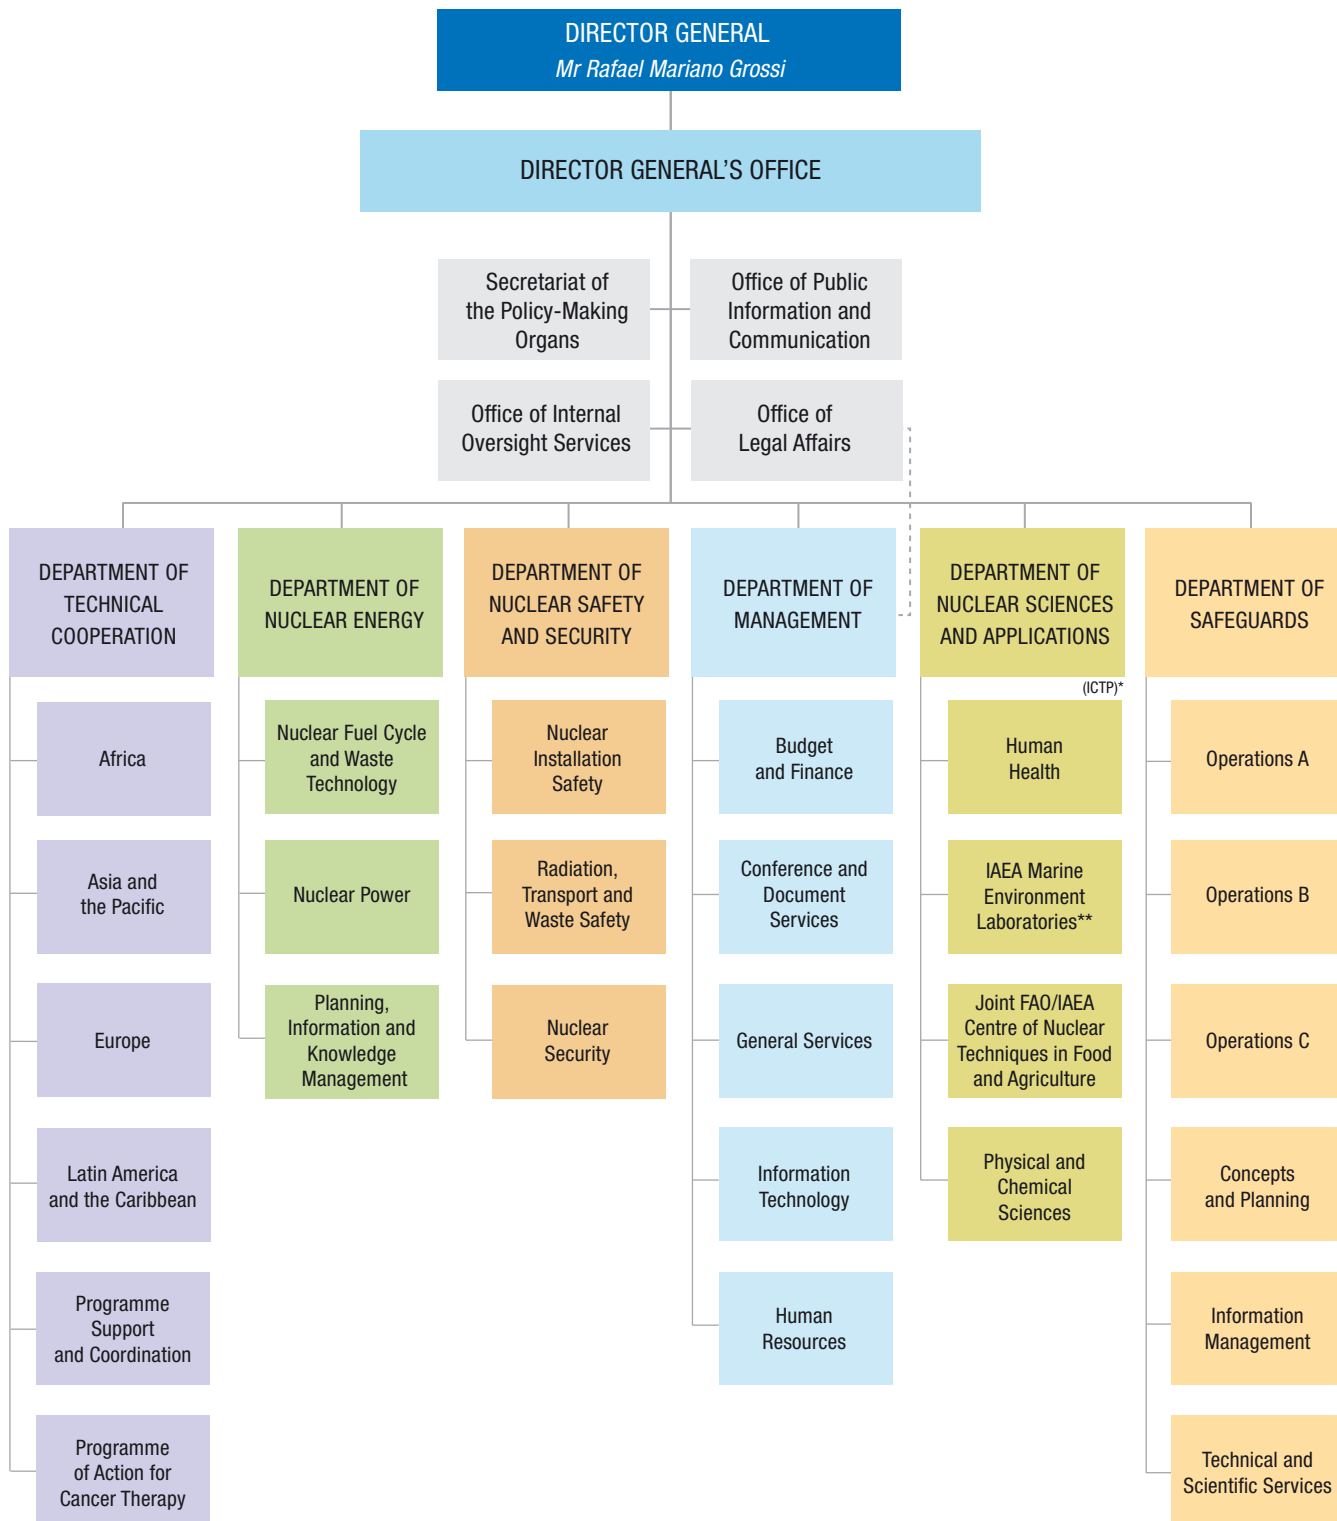 DIRECTOR GENERAL
Mr Rafael Mariano Grossi
DIRECTOR GENERAL’S OFFICE
Secretariat of
the Policy-Making
Organs
Office of Public
Information and
Communication
Office of Internal
Oversight Services
Office of
Legal Affairs
DEPARTMENT OF
TECHNICAL
COOPERATION
Africa
Asia and
the Pacific
Europe
Latin America
and the Caribbean
Programme
Support
and Coordination
Programme
of Action for
Cancer Therapy
DEPARTMENT OF
NUCLEAR ENERGY
Nuclear Fuel Cycle
and Waste
Technology
Nuclear Power
Planning,
Information and
Knowledge
Management
DEPARTMENT OF
NUCLEAR SAFETY
AND SECURITY
Nuclear
Installation
Safety
Radiation,
Transport and
Waste Safety
Nuclear
Security
DEPARTMENT OF
MANAGEMENT
Budget
and Finance
Conference and
Document
Services
General Services
Information
Technology
Human
Resources
DEPARTMENT OF
NUCLEAR SCIENCES
AND APPLICATIONS
(ICTP)*
Human
Health
IAEA Marine
Environment
Laboratories**
Joint FAO/IAEA
Centre of Nuclear
Techniques in Food
and Agriculture
Physical and
Chemical
Sciences
DEPARTMENT OF
SAFEGUARDS
Operations A
Operations B
Operations C
Concepts
and Planning
Information
Management
Technical and
Scientific Services